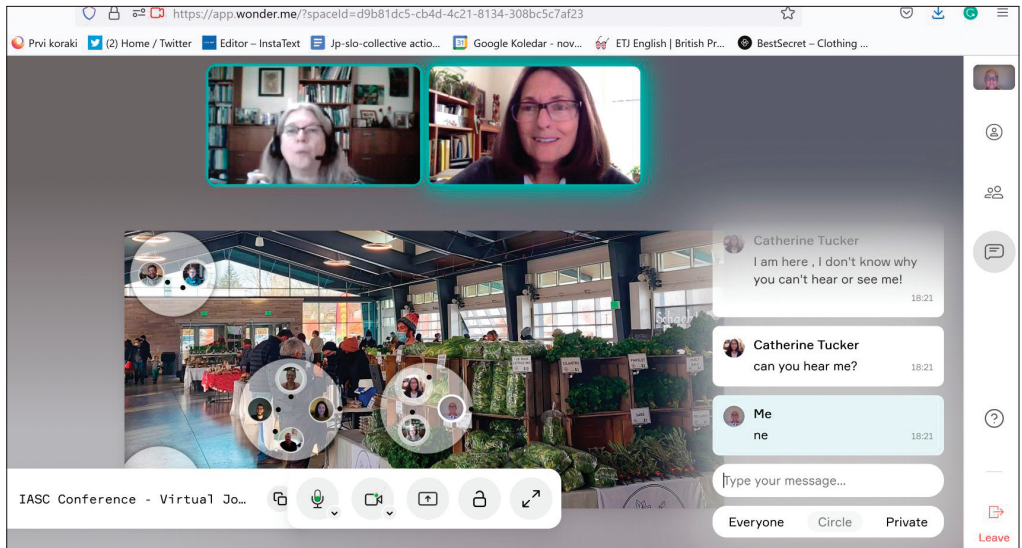 https://app.wonder.me/?spaceId=d9b81dc5-cb4d-4c21-8134-308bc5c7af23
Prvi koraki
(2) Home / Twitter
Editor – InstaText
Jp-slo-collective actio...
Google Koledar - nov...
ETJ English | British Pr...
BestSecret – Clothing ...
Catherine Tucker
I am here , I don't know why
you can't hear or see me!
18:21
Catherine Tucker
can you hear me?
18:21
Me
ne
18:21
Type your message...
Everyone
Circle
Private
IASC Conference - Virtual Jo…
Leave